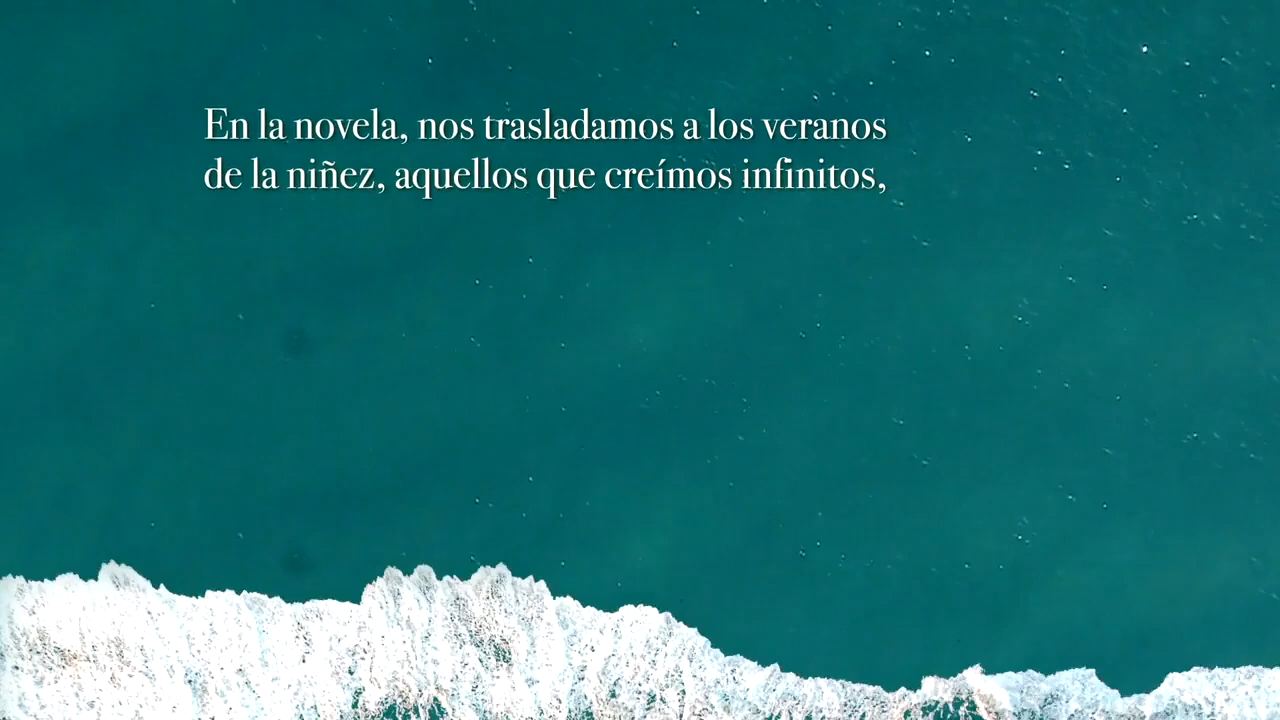 En la novela, nos trasladamos a los veranos
de la niñez, aquellos que creímos infinitos,